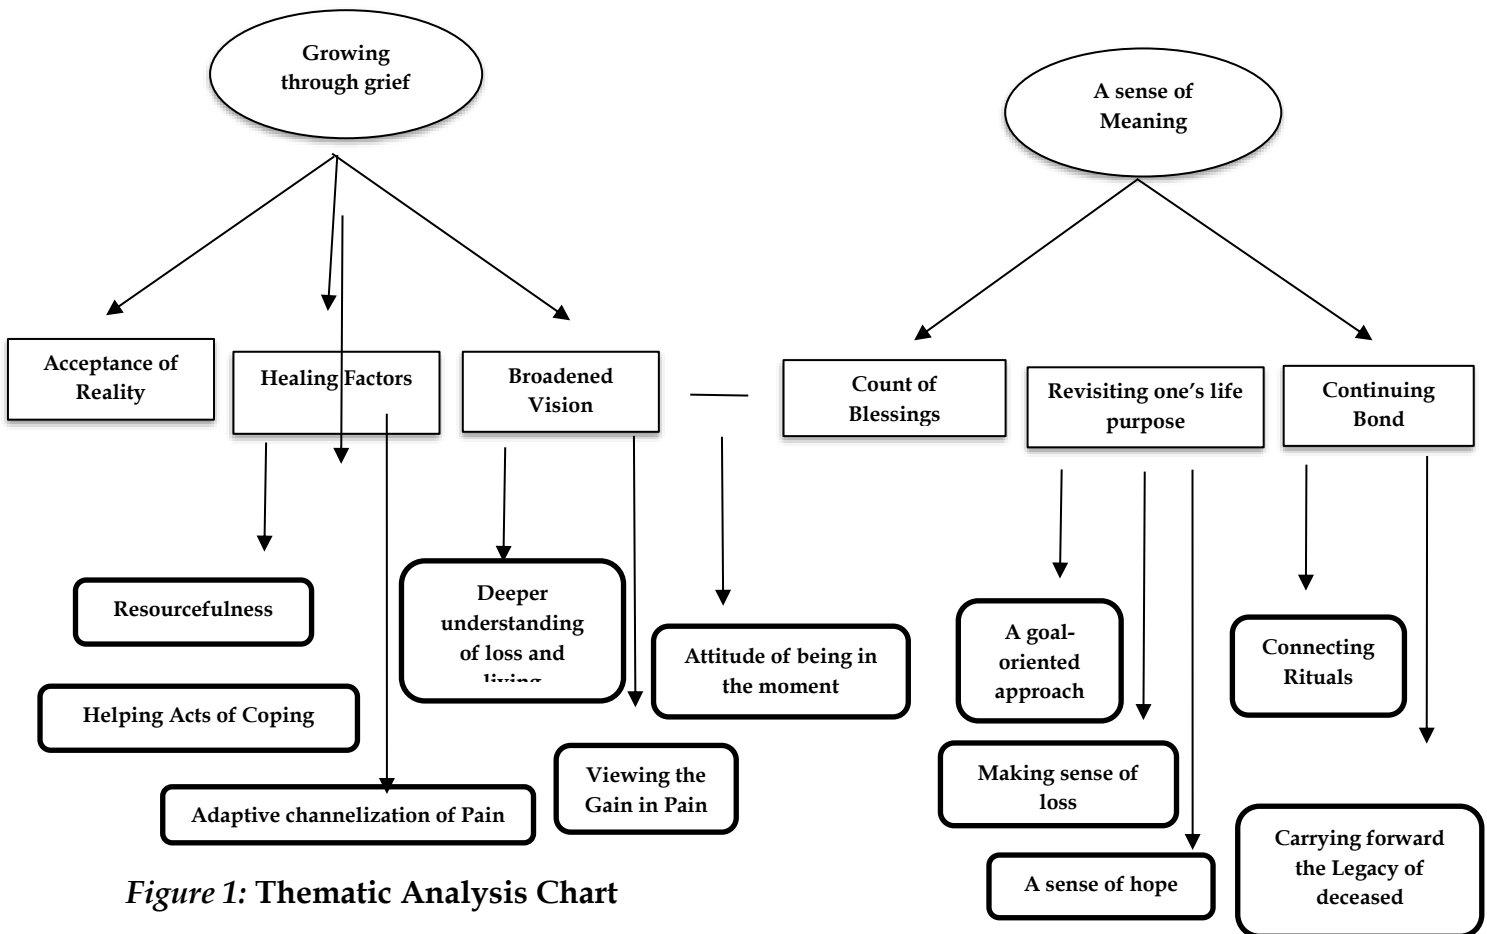 Growing
through grief
A sense of
Meaning
Acceptance of
Reality
Healing Factors
Broadened
Vision
Count of
Blessings
Revisiting one's life
purpose
Continuing
Bond
Resourcefulness
Helping Acts of Coping
Adaptive channelization of Pain
Deeper
understanding
of loss and
living
Attitude of being in
the moment
Viewing the
Gain in Pain
A goal-
oriented
approach
Making sense of
loss
A sense of hope
Connecting
Rituals
Carrying forward
the Legacy of
deceased
Figure 1: Thematic Analysis Chart